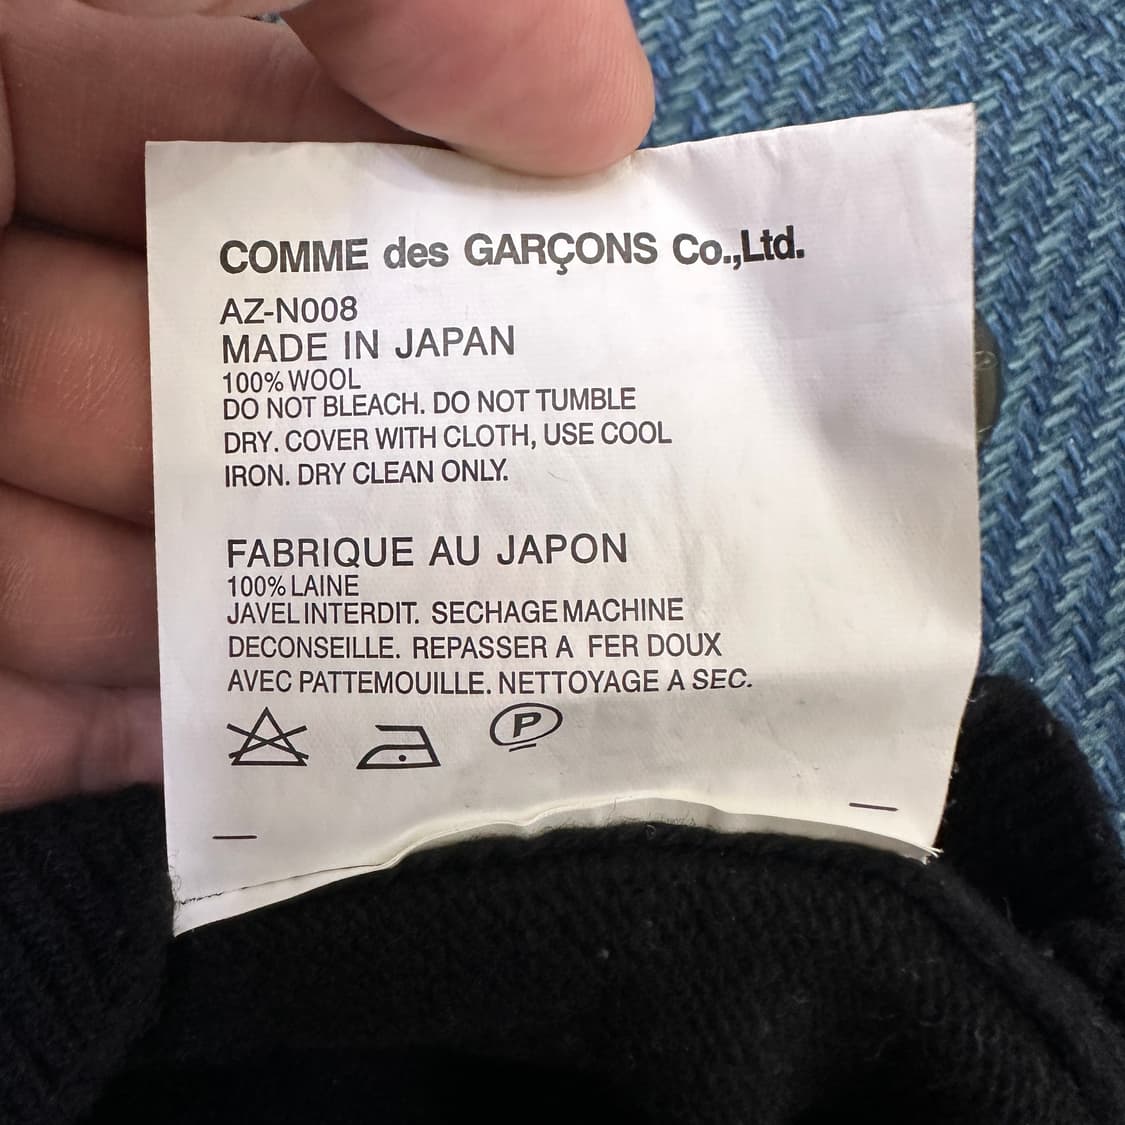 COMME des GARÇONS Co.,Ltd.
AZ-N008
MADE IN JAPAN
100% WOOL
DO NOT BLEACH. DO NOT TUMBLE
DRY. COVER WITH CLOTH, USE COOL
IRON. DRY CLEAN ONLY.
FABRIQUE AU JAPON
100% LAINE
JAVEL INTERDIT. SECHAGE MACHINE
DECONSEILLE. REPASSER A FER DOUX
AVEC PATTEMOUILLE. NETTOYAGE A SEC.
P